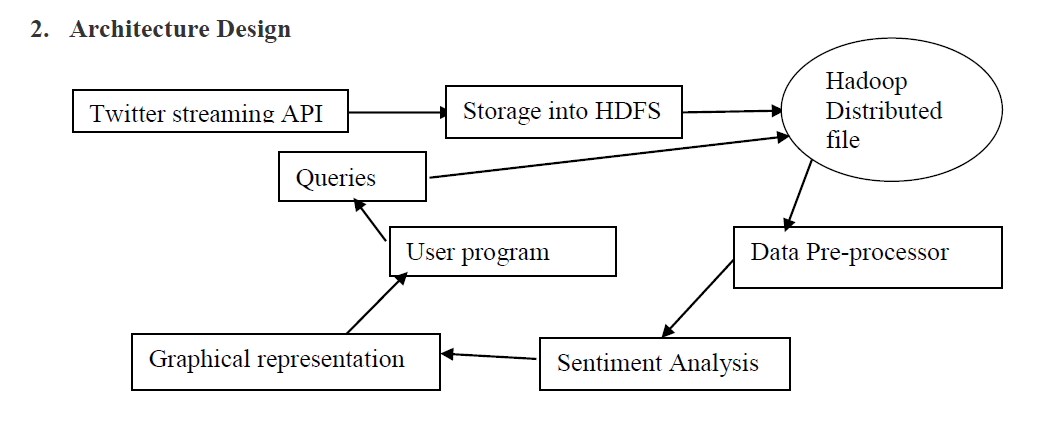 2. Architecture Design
Twitter streaming API
Storage into HDFS
Hadoop
Distributed
file
Queries
User program
Data Pre-processor
Graphical representation
Sentiment Analysis